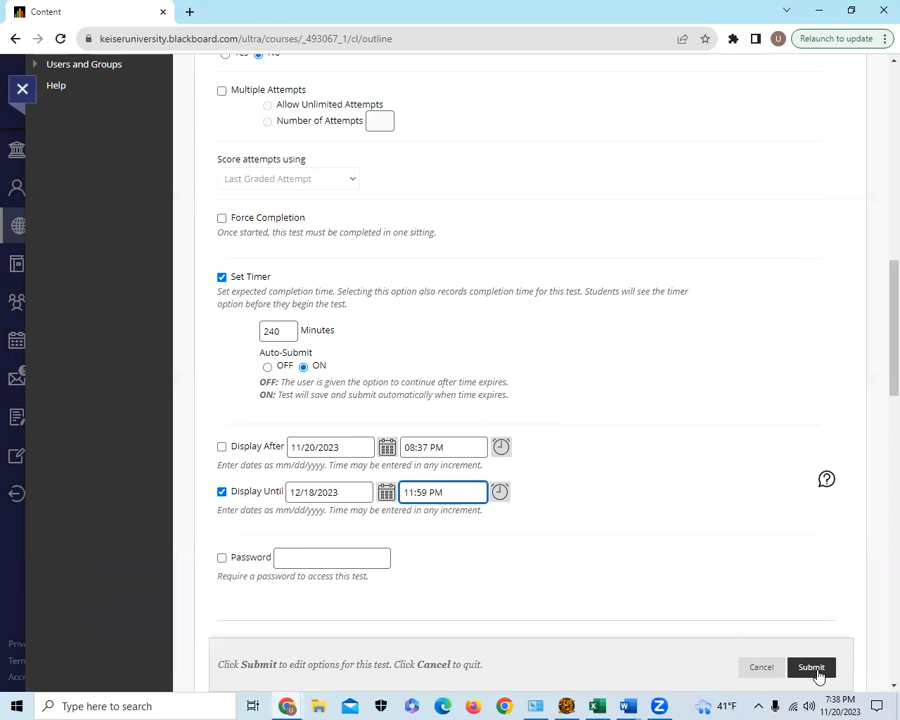 Content
keiseruniversity.blackboard.com/ultra/courses/_493067_1/cl/outline
U
Relaunch to update
Users and Groups
Help
Yes No
Multiple Attempts
Allow Unlimited Attempts
Number of Attempts
Score attempts using
Last Graded Attempt
Force Completion
Once started, this test must be completed in one sitting.
Set Timer
Set expected completion time. Selecting this option also records completion time for this test. Students will see the timer
option before they begin the test.
240 Minutes
Auto-Submit
OFF ON
OFF: The user is given the option to continue after time expires.
ON: Test will save and submit automatically when time expires.
Display After 11/20/2023 08:37 PM
Enter dates as mm/dd/yyyy. Time may be entered in any increment.
Display Until 12/18/2023 11:59 PM
Enter dates as mm/dd/yyyy. Time may be entered in any increment.
Password
Require a password to access this test.
Priva
Term
Acce
Click Submit to edit options for this test. Click Cancel to quit.
Cancel Submit
Type here to search
41°F
7:38 PM
11/20/2023